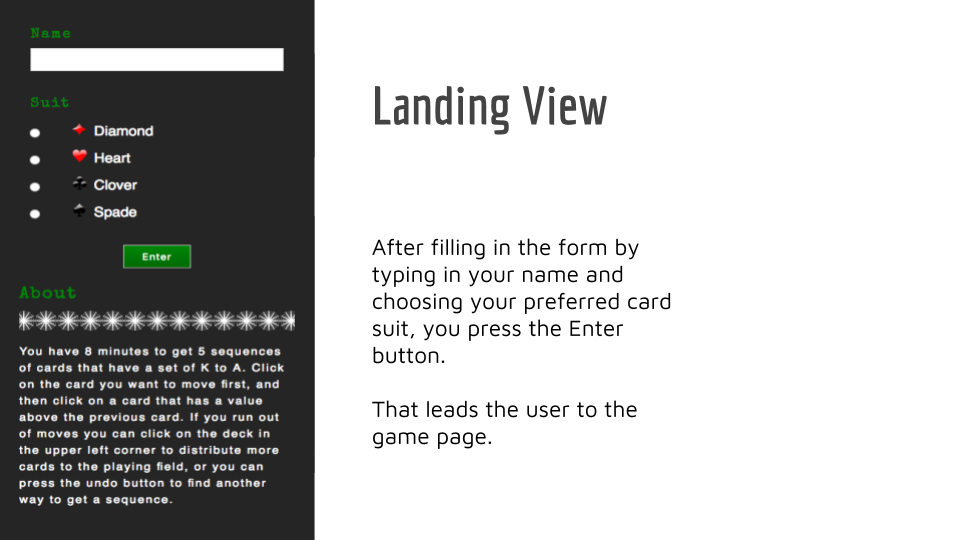 Name
Suit
Diamond
Heart
Clover
Spade
Enter
About
You have 8 minutes to get 5 sequences
of cards that have a set of K to A. Click
on the card you want to move first, and
then click on a card that has a value
above the previous card. If you run out
of moves you can click on the deck in
the upper left corner to distribute more
cards to the playing field, or you can
press the undo button to find another
way to get a sequence.
Landing View
After filling in the form by
typing in your name and
choosing your preferred card
suit, you press the Enter
button.
That leads the user to the
game page.